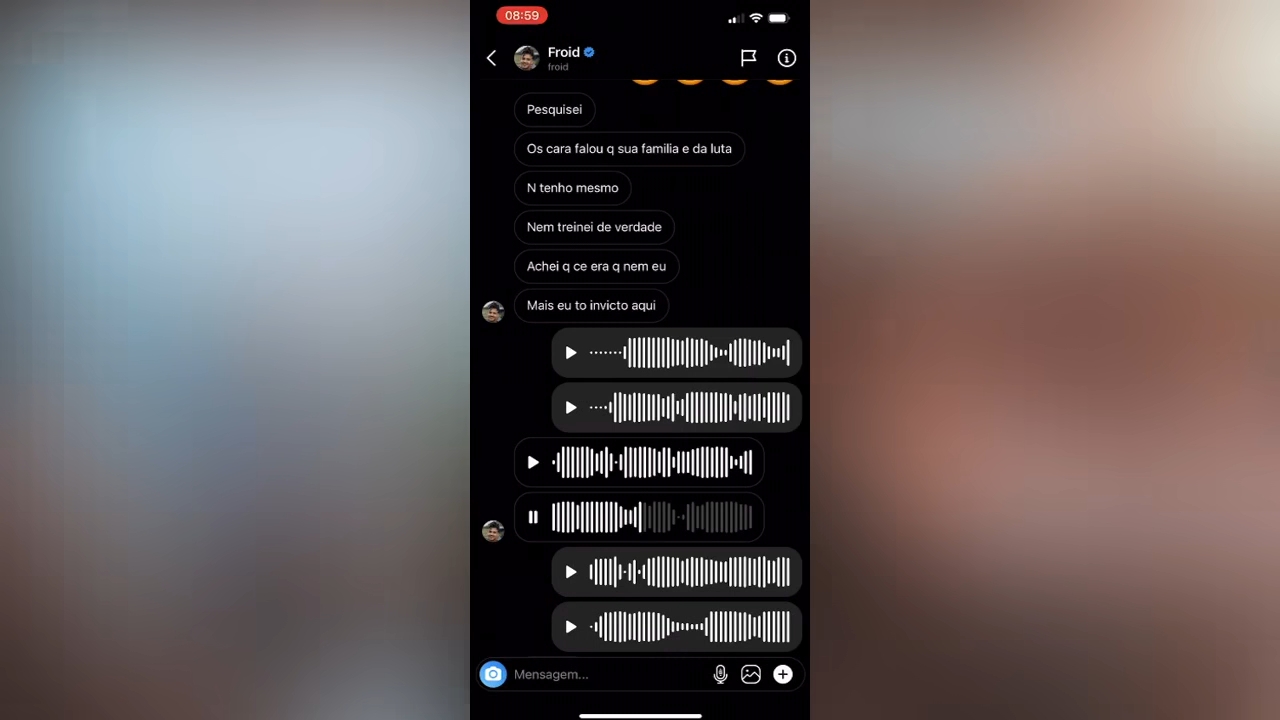 08:59
Froid
froid
Pesquisei
Os cara falou q sua familia e da luta
N tenho mesmo
Nem treinei de verdade
Achei q ce era q nem eu
Mais eu to invicto aqui
Mensagem...